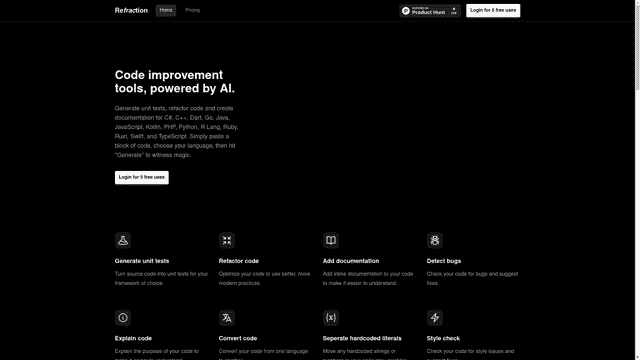 Refraction
Home
Pricing
FEATURED ON
Product Hunt
Login for 5 free uses
Code improvement
tools, powered by AI.
Generate unit tests, refactor code and create
documentation for C#, C++, Dart, Go, Java,
JavaScript, Kotlin, PHP, Python, R Lang, Ruby,
Rust, Swift, and TypeScript. Simply paste a
block of code, choose your language, then hit
"Generate" to witness magic.
Login for 5 free uses
Generate unit tests
Turn source code into unit tests for your
framework of choice.
Refactor code
Optimize your code to use better, more
modern practices.
Add documentation
Add inline documentation to your code
to make it easier to understand.
Detect bugs
Check your code for bugs and suggest
fixes.
Explain code
Explain the purpose of your code to
Convert code
Convert your code from one language
Seperate hardcoded literals
Move any hardcoded strings or
Style check
Check your code for style issues and